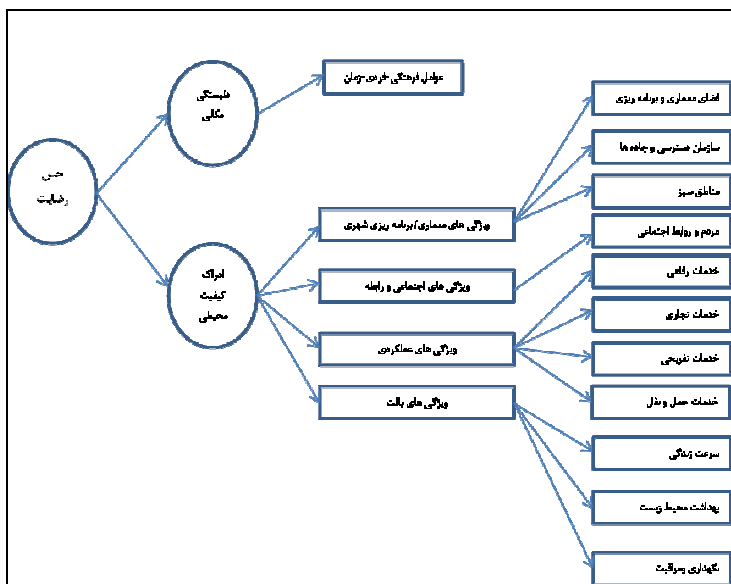 حس
رضایت
دلبستگی
مکانی
ادراک
کیفیت
محیطی
عوامل فرهنگی -فردی -زمان
ویژگی های معماری/برنامه ریزی شهری
ویژگی های اجتماعی و رابطه
ویژگی های عملکردی
ویژگی های بافت
فضای معماری و برنامه ریزی
سازمان دسترسی و جاده ها
مناطق سبز
مردم و روابط اجتماعی
خدمات رفاهی
خدمات تجاری
خدمات تفریحی
خدمات حمل و نقل
سرعت زندگی
بهداشت محیط زیست
نگهداری ومراقبت